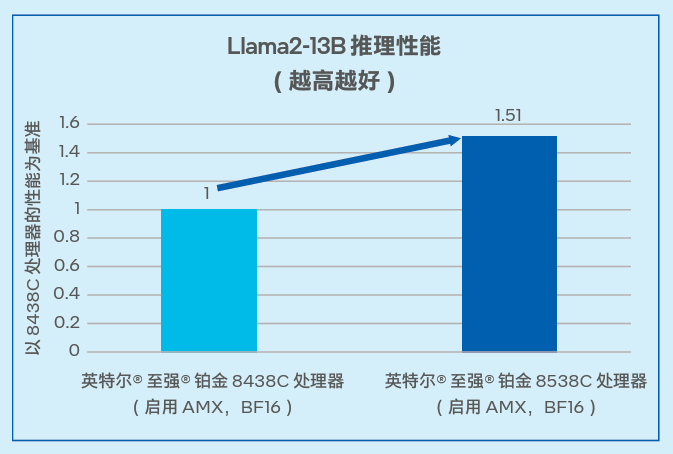 Llama2-13B 推理性能
（越高越好）
以 8438C 处理器的性能为基准
1.6
1.4
1.2
1
0.8
0.6
0.4
0.2
0
1
1.51
英特尔® 至强® 铂金 8438C 处理器
（启用 AMX，BF16）
英特尔® 至强® 铂金 8538C 处理器
（启用 AMX，BF16）